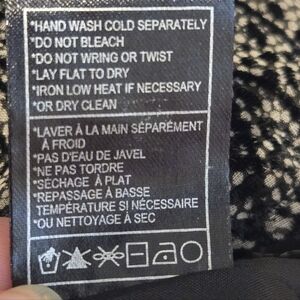 *HAND WASH COLD SEPARATELY
*DO NOT BLEACH
*DO NOT WRING OR TWIST
*LAY FLAT TO DRY
*IRON LOW HEAT IF NECESSARY
*OR DRY CLEAN
*LAVER À LA MAIN SÉPARÉMENT
À FROID
*PAS D'EAU DE JAVEL
*NE PAS TORDRE
*SÉCHAGE À PLAT
*REPASSAGE À BASSE
TEMPÉRATURE SI NÉCESSAIRE
*OU NETTOYAGE À SEC